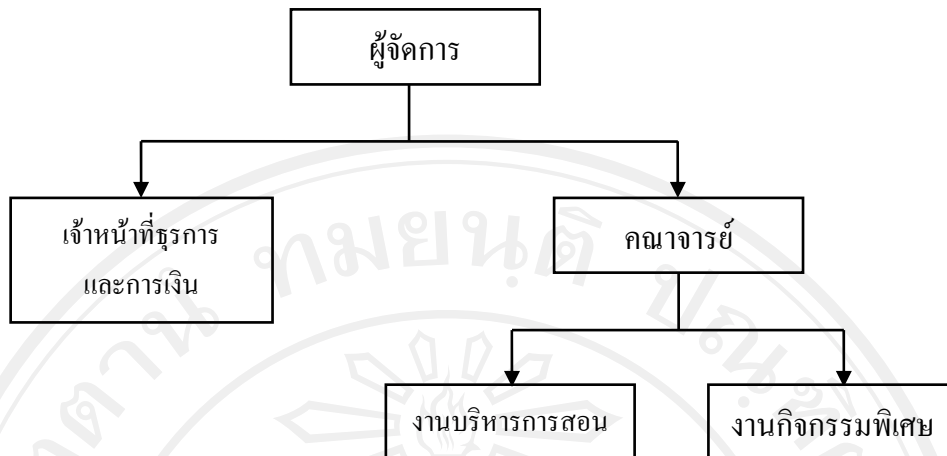 ผู้จัดการ
เจ้าหน้าที่ธุรการ
และการเงิน
คณาจารย์
งานบริหารการสอน
งานกิจกรรมพิเศษ